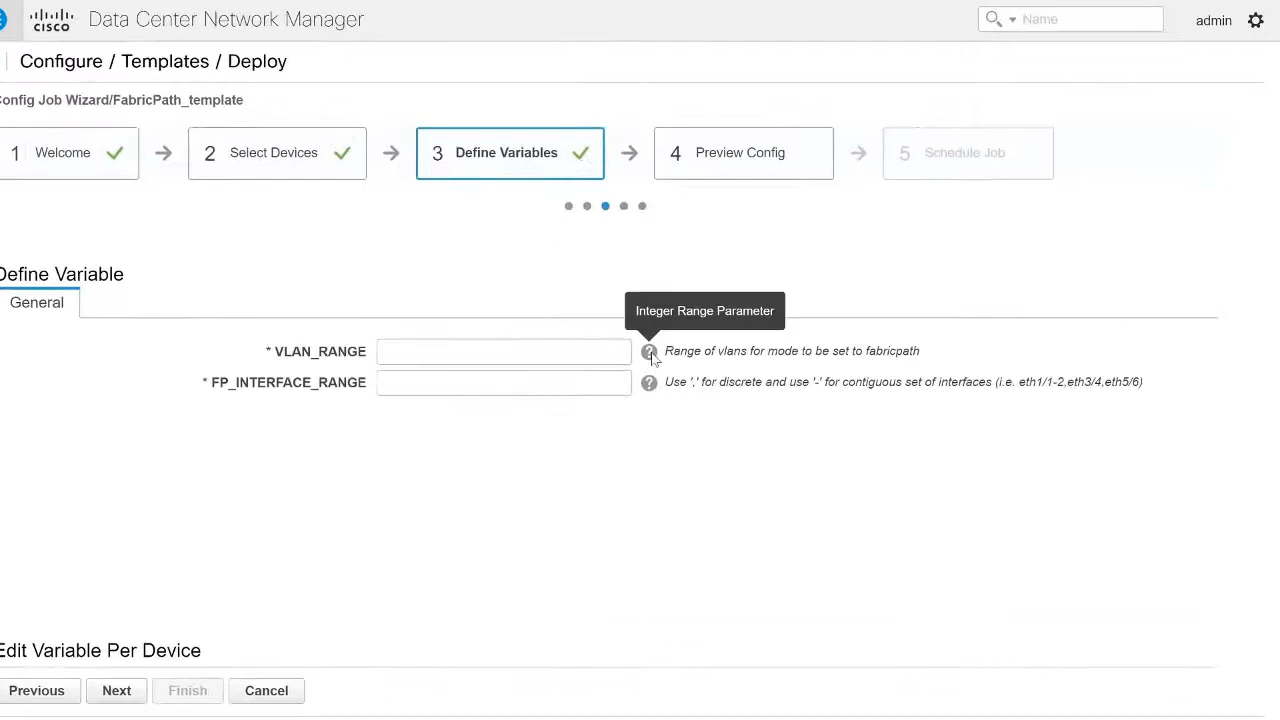 CISCO Data Center Network Manager
Name
admin
Configure / Templates / Deploy
onfig Job Wizard/FabricPath_template
1 Welcome
2 Select Devices
3 Define Variables
4 Preview Config
5 Schedule Job
Define Variable
General
Integer Range Parameter
* VLAN_RANGE ? Range of vlans for mode to be set to fabricpath
* FP_INTERFACE_RANGE ? Use ',' for discrete and use '-' for contiguous set of interfaces (i.e. eth1/1-2,eth3/4,eth5/6)
Edit Variable Per Device
Previous Next Finish Cancel